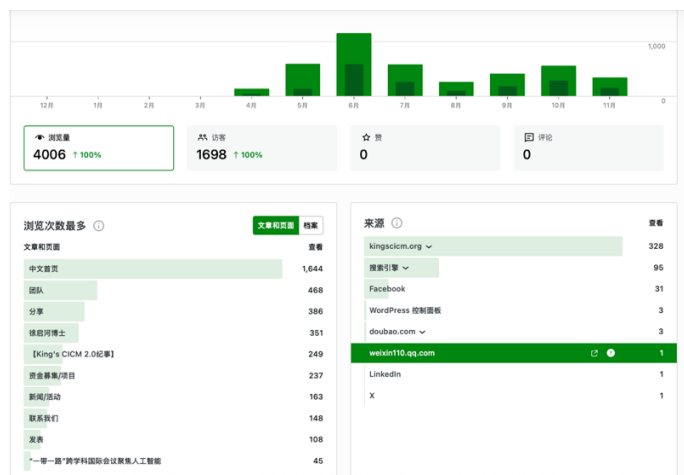 1,000
0
12月 1月 2月 3月 4月 5月 6月 7月 8月 9月 10月 11月
浏览量
4006 ↑ 100%
访客
1698 ↑ 100%
赞
0
评论
0
浏览次数最多
文章和页面 档案
文章和页面 查看
中文首页 1,644
团队 468
分享 386
徐启河博士 351
【King's CICM 2.0纪事】 249
资金募集/项目 237
新闻/活动 163
联系我们 148
发表 108
"一带一路"跨学科国际会议聚焦人工智能 45
来源 查看
kingscicm.org 328
搜索引擎 95
Facebook 31
WordPress 控制面板 3
doubao.com 3
weixin110.qq.com 1
LinkedIn 1
X 1